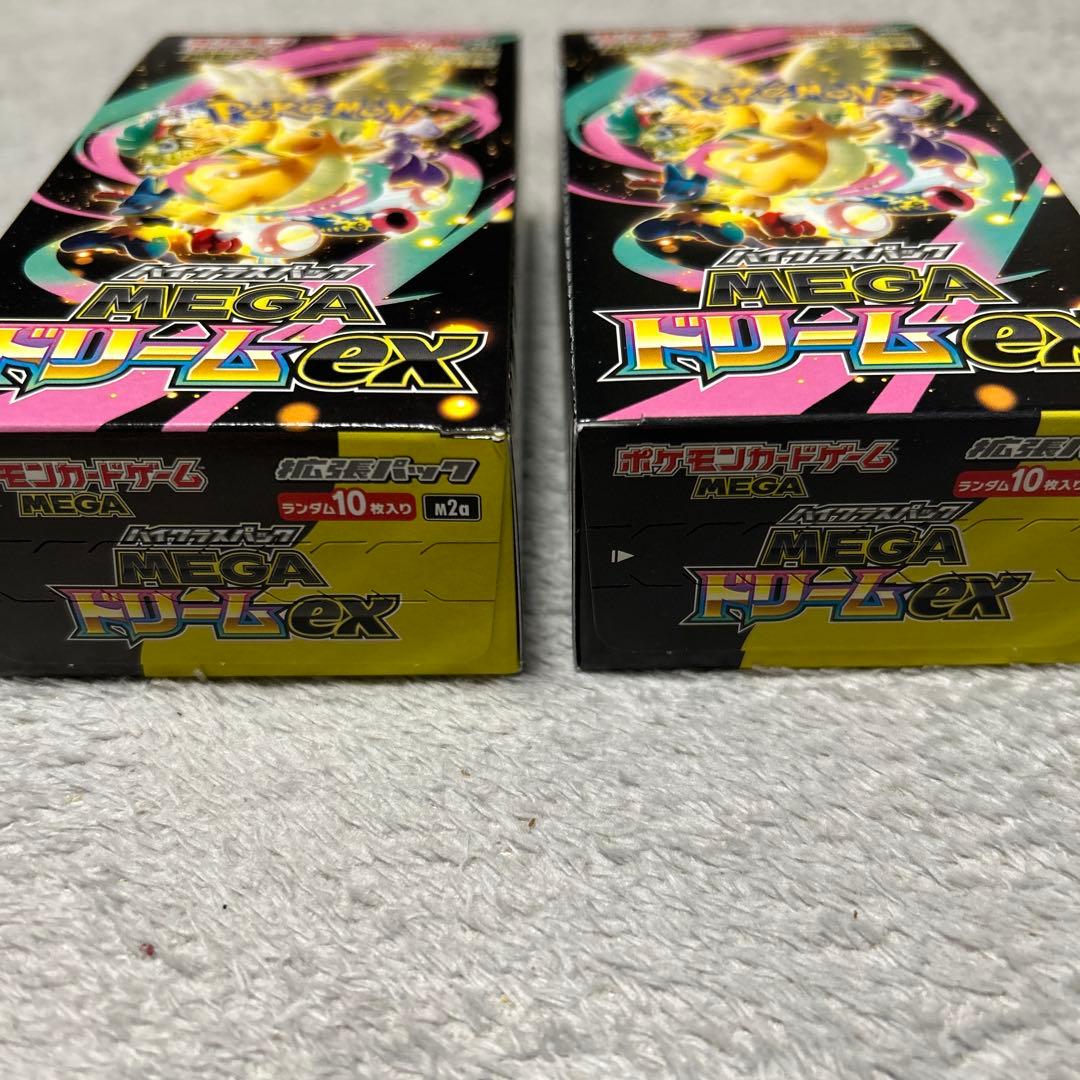 POKÉMON
ハイクラスパック
MEGA
ドリームex
ケモンカードゲーム
MEGA
拡張パック
ランダム10枚入り
M2a
ハイクラスパック
MEGA
ドリームex
POKÉMON
ハイクラスパック
MEGA
ドリームex
ポケモンカードゲーム
MEGA
拡張パ
ランダム10枚入り
ハイクラスパック
MEGA
ドリームex